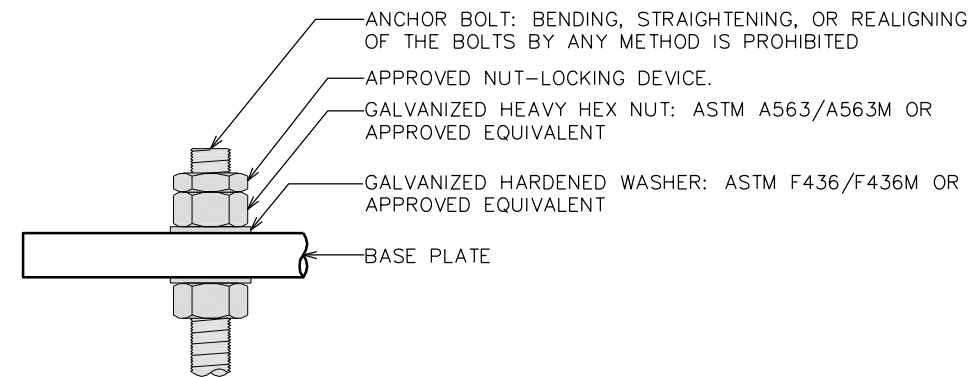 ANCHOR BOLT: BENDING, STRAIGHTENING, OR REALIGNING
OF THE BOLTS BY ANY METHOD IS PROHIBITED
APPROVED NUT-LOCKING DEVICE.
GALVANIZED HEAVY HEX NUT: ASTM A563/A563M OR
APPROVED EQUIVALENT
GALVANIZED HARDENED WASHER: ASTM F436/F436M OR
APPROVED EQUIVALENT
BASE PLATE